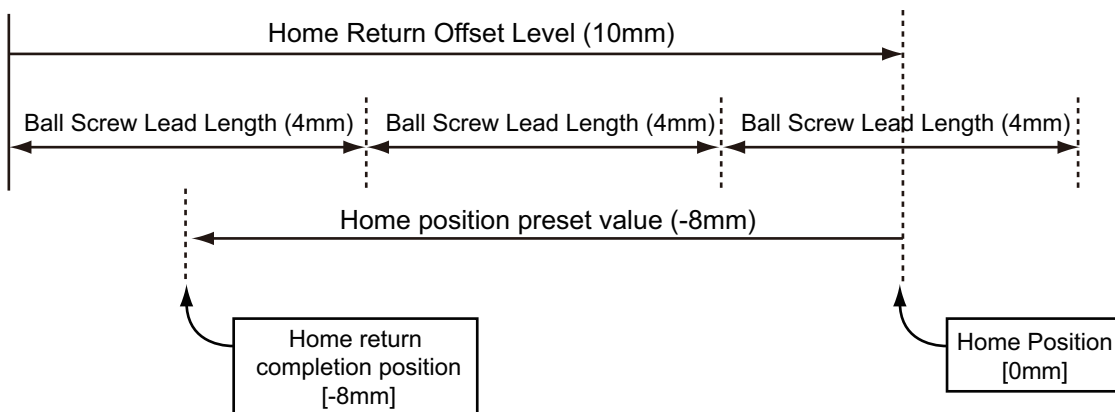 Home Return Offset Level (10mm)
Ball Screw Lead Length (4mm)
Ball Screw Lead Length (4mm)
Ball Screw Lead Length (4mm)
Home position preset value (-8mm)
Home return
completion position
[-8mm]
Home Position
[0mm]